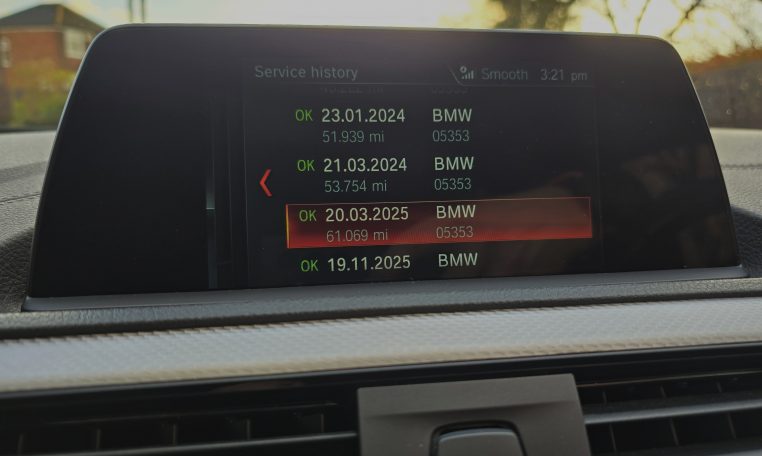 Service history
Smooth 3:21 pm
OK 23.01.2024 BMW
51.939 mi 05353
OK 21.03.2024 BMW
53.754 mi 05353
OK 20.03.2025 BMW
61.069 mi 05353
OK 19.11.2025 BMW